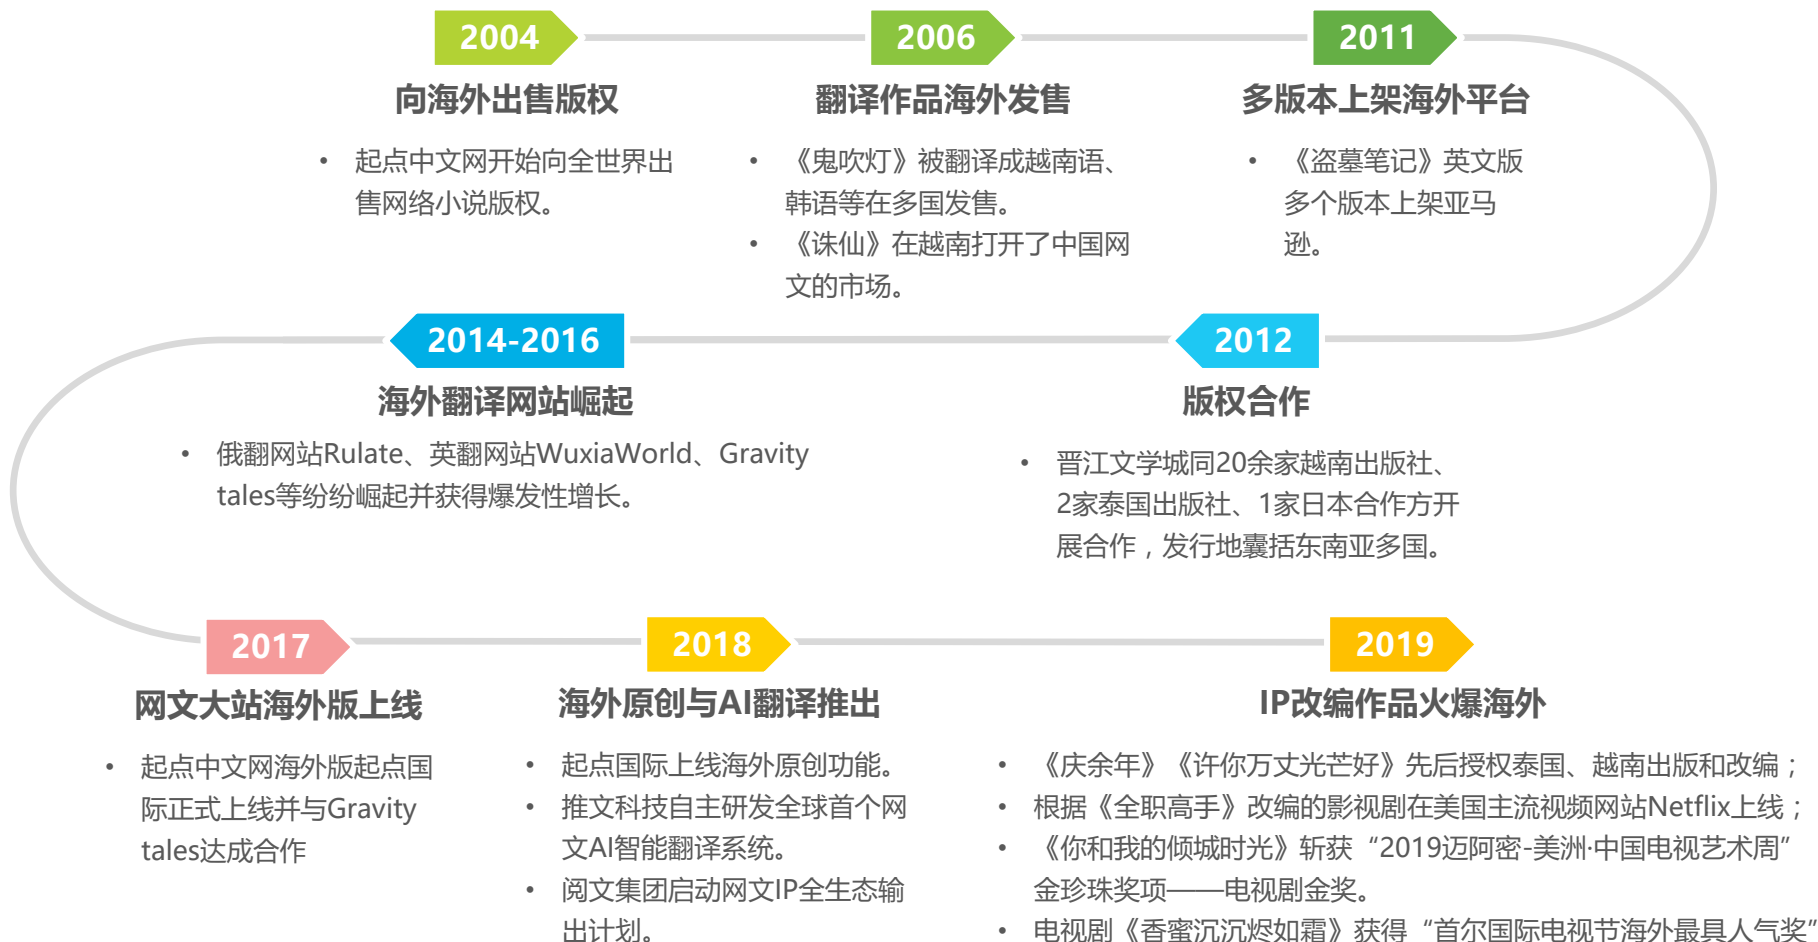 2004
向海外出售版权
• 起点中文网开始向全世界出
售网络小说版权。
2006
翻译作品海外发售
• 《鬼吹灯》被翻译成越南语、
韩语等在多国发售。
• 《诛仙》在越南打开了中国网
文的市场。
2011
多版本上架海外平台
• 《盗墓笔记》英文版
多个版本上架亚马
逊。
2012
版权合作
• 晋江文学城同20余家越南出版社、
2家泰国出版社、1家日本合作方开
展合作，发行地囊括东南亚多国。
2014-2016
海外翻译网站崛起
• 俄翻网站Rulate、英翻网站WuxiaWorld、Gravity
tales等纷纷崛起并获得爆发性增长。
2017
网文大站海外版上线
• 起点中文网海外版起点国
际正式上线并与Gravity
tales达成合作
2018
海外原创与AI翻译推出
• 起点国际上线海外原创功能。
• 推文科技自主研发全球首个网
文AI智能翻译系统。
• 阅文集团启动网文IP全生态输
出计划。
2019
IP改编作品火爆海外
• 《庆余年》《许你万丈光芒好》先后授权泰国、越南出版和改编；
• 根据《全职高手》改编的影视剧在美国主流视频网站Netflix上线；
• 《你和我的倾城时光》斩获“2019迈阿密-美洲·中国电视艺术周”
金珍珠奖项——电视剧金奖。
• 电视剧《香蜜沉沉烬如霜》获得“首尔国际电视节海外最具人气奖”